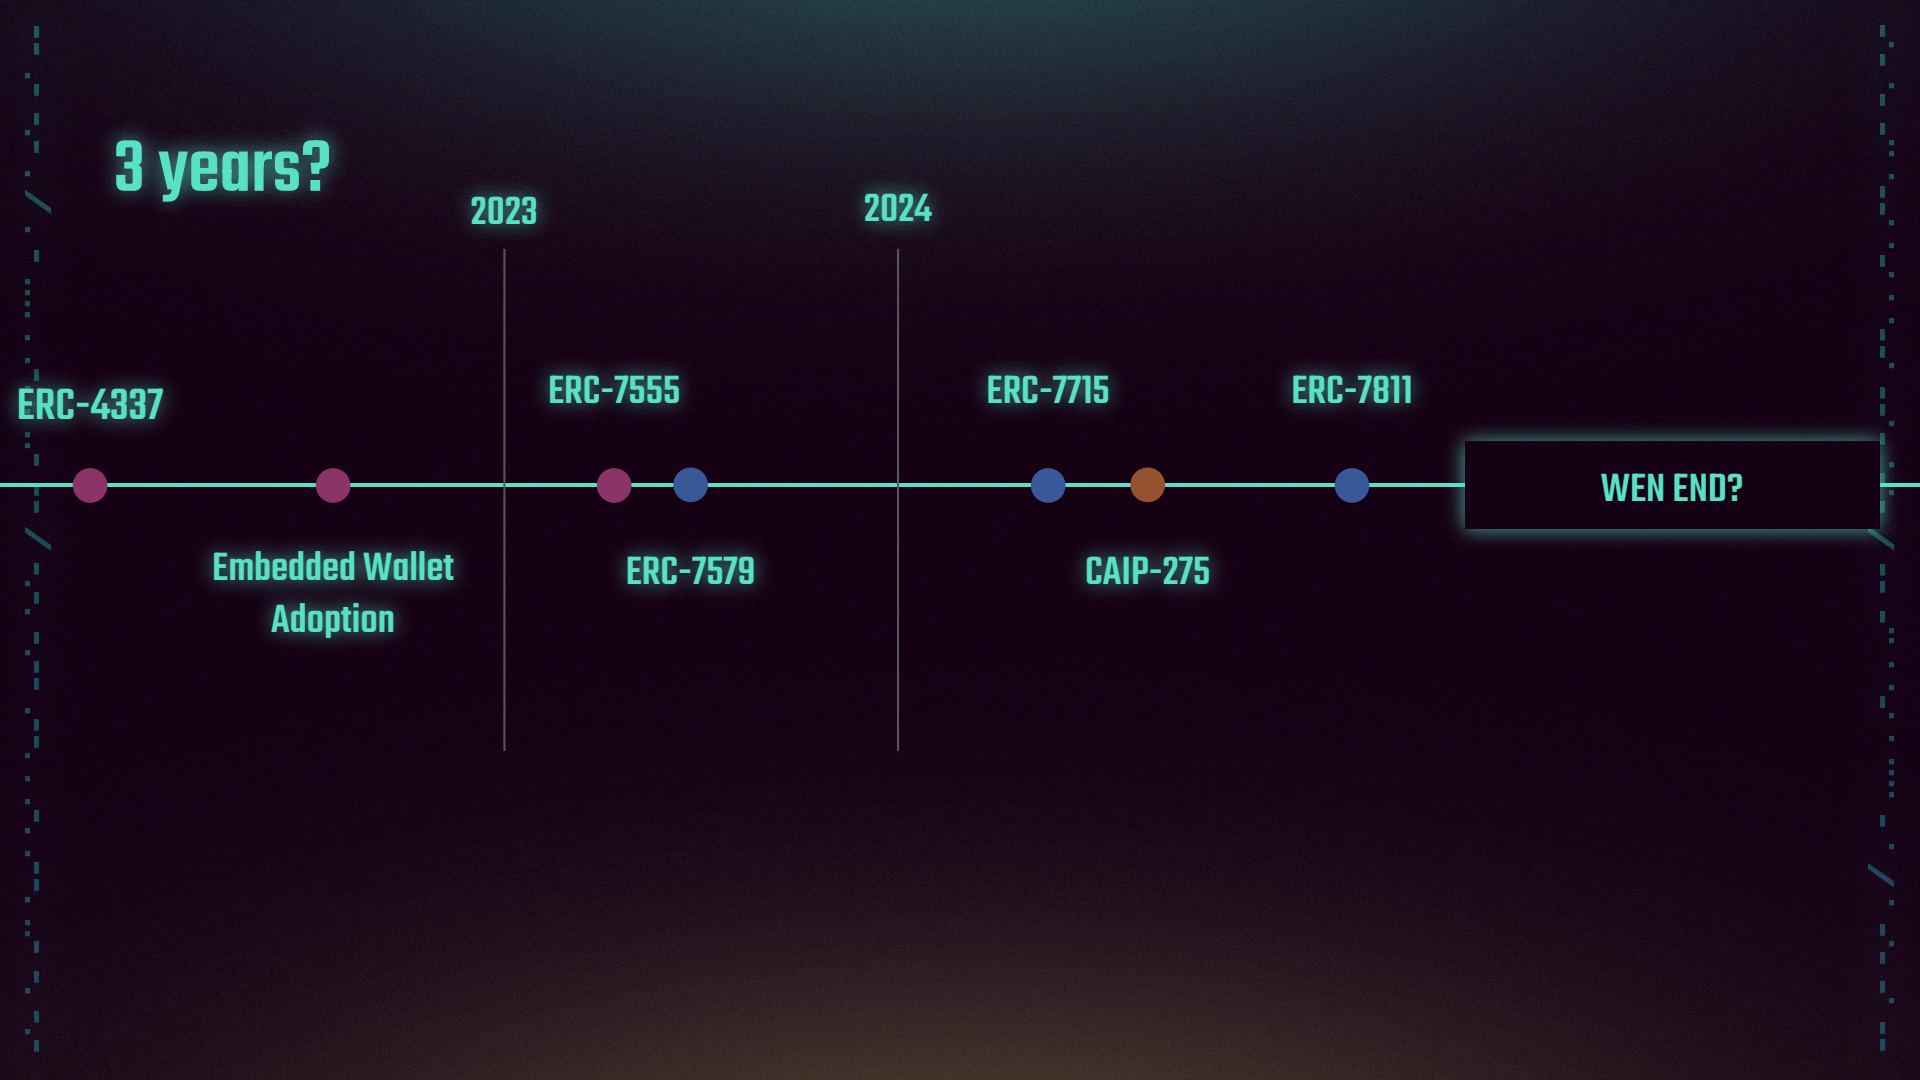 3 years?
2023
2024
ERC-4337
ERC-7555
ERC-7715
ERC-7811
WEN END?
Embedded Wallet
Adoption
ERC-7579
CAIP-275